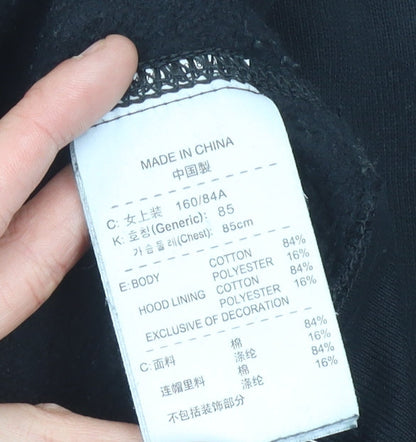 MADE IN CHINA
中国製
C: 女上装 160/84A
K: 호칭(Generic): 85
가슴둘레(Chest): 85cm
E: BODY COTTON 84%
POLYESTER 16%
HOOD LINING COTTON 84%
POLYESTER 16%
EXCLUSIVE OF DECORATION
C: 面料 棉 84%
涤纶 16%
连帽里料 棉 84%
涤纶 16%
不包括装饰部分